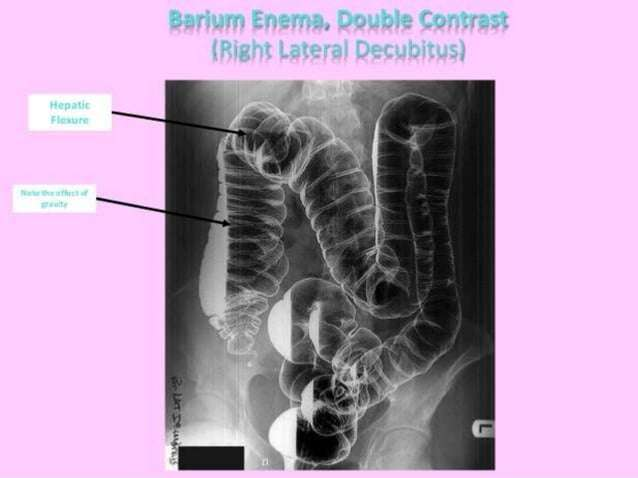 Barium Enema, Double Contrast
(Right Lateral Decubitus)
Hepatic
Flexure
Note the effect of
gravity
L